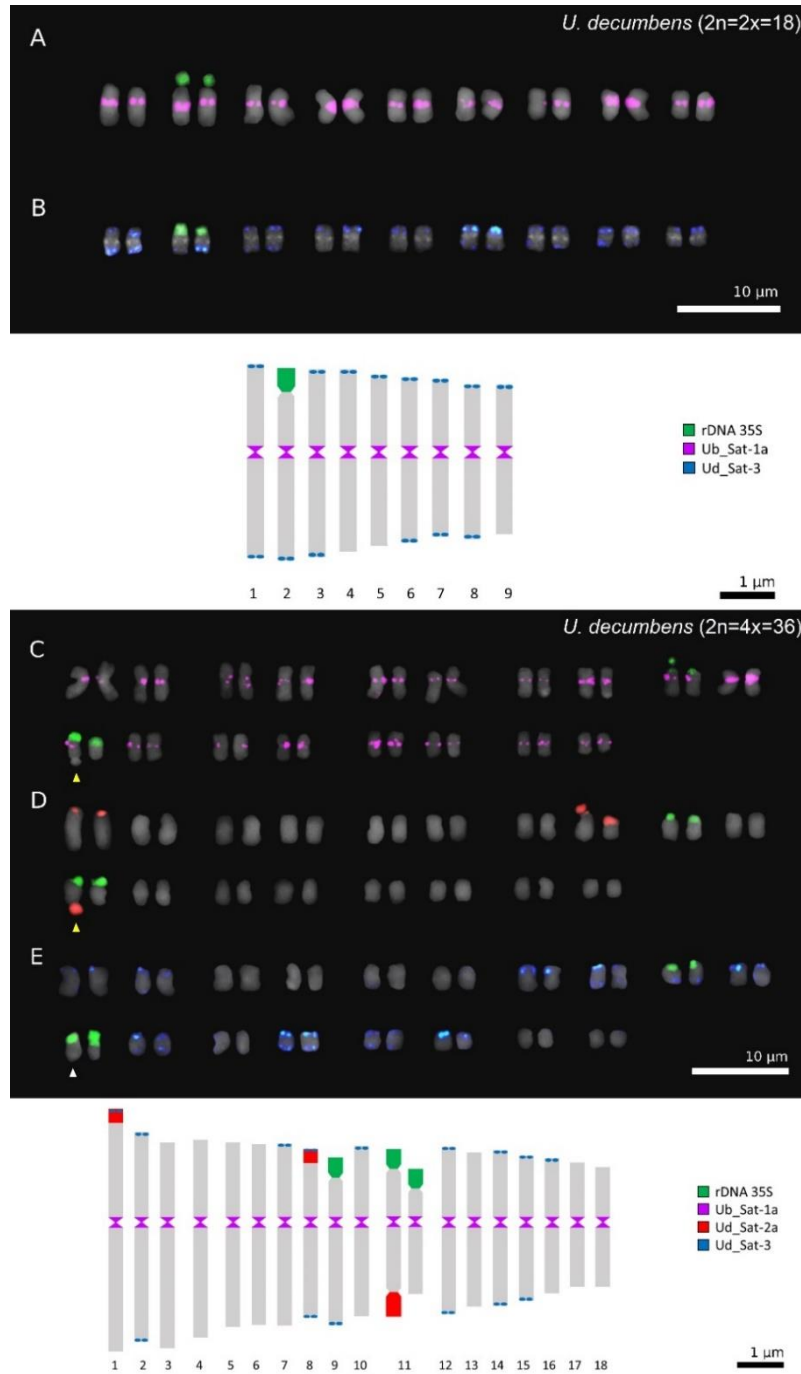 U. decumbens (2n=2x=18)
A
B
10 µm
rDNA 35S
Ub_Sat-1a
Ud_Sat-3
1 2 3 4 5 6 7 8 9
1 µm
U. decumbens (2n=4x=36)
C
D
E
10 µm
rDNA 35S
Ub_Sat-1a
Ud_Sat-2a
Ud_Sat-3
1 2 3 4 5 6 7 8 9 10 11 12 13 14 15 16 17 18
1 µm